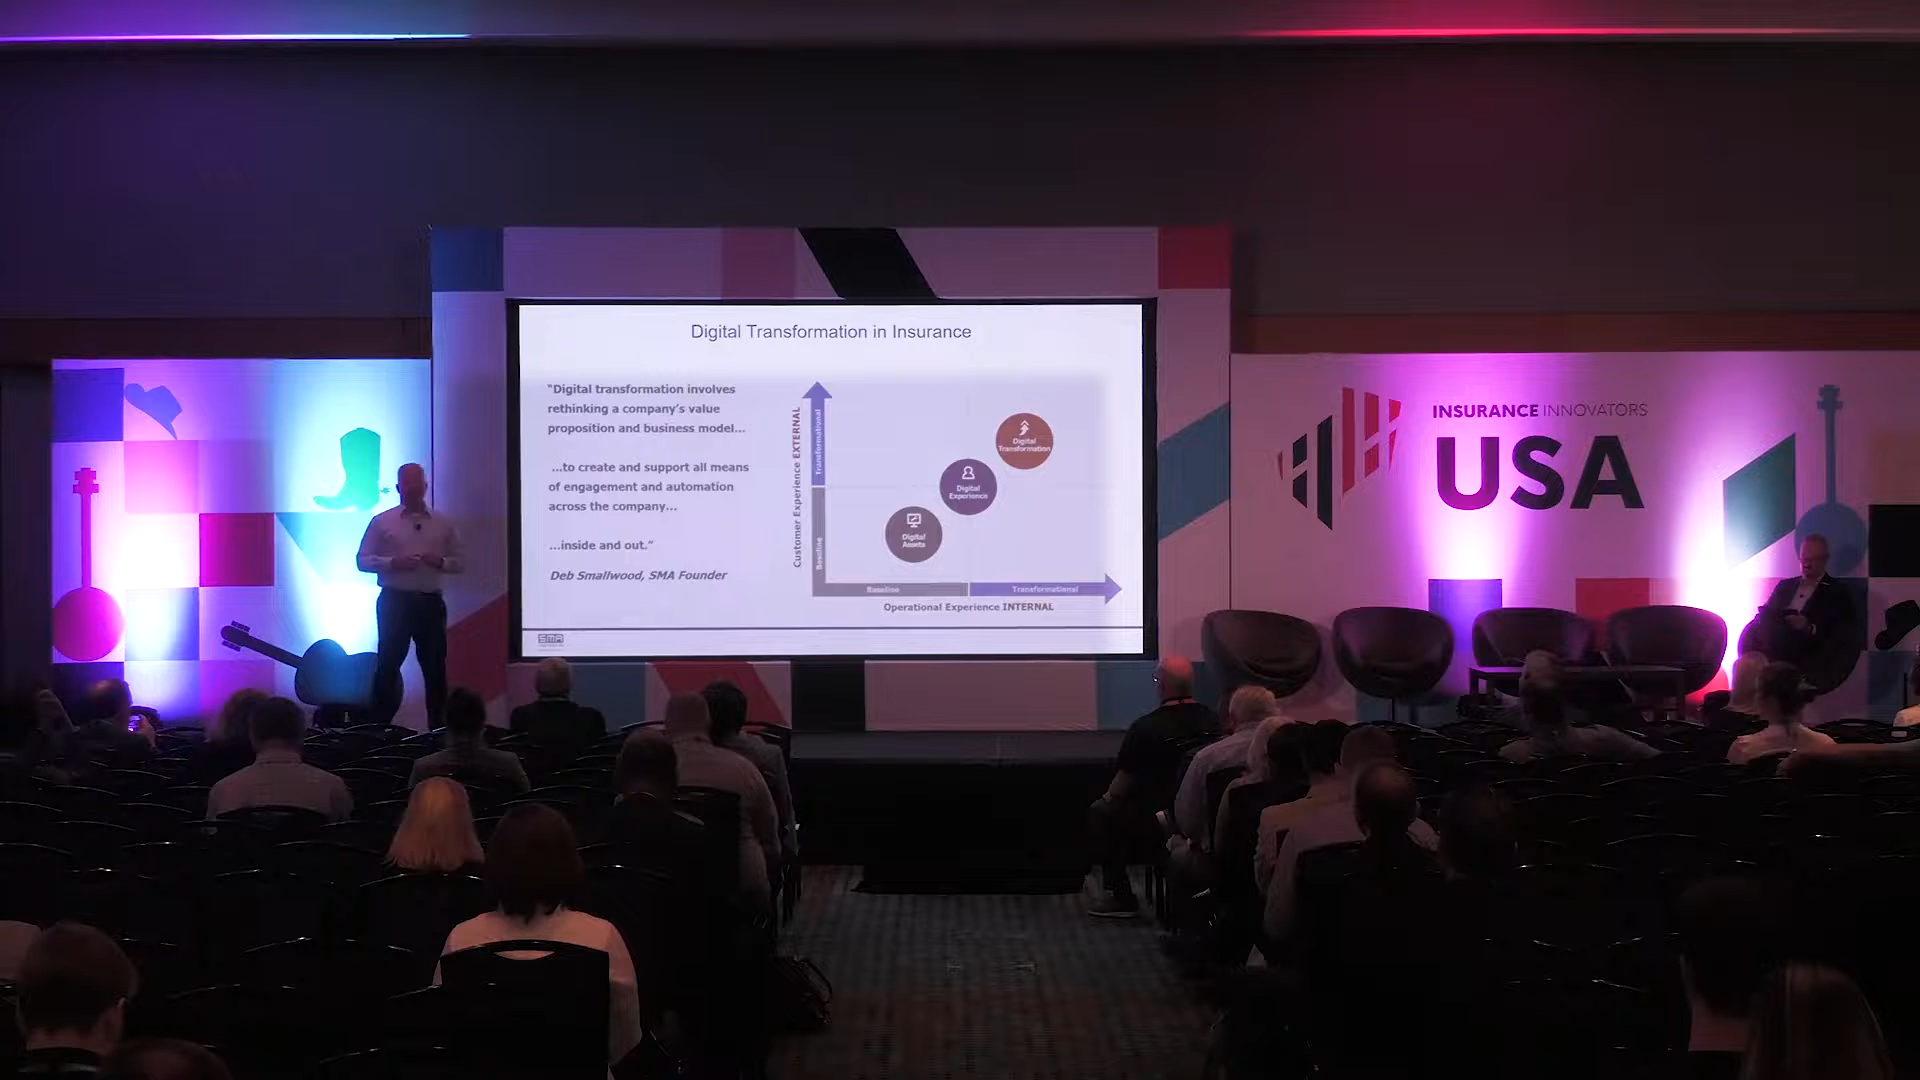 Digital Transformation in Insurance
“Digital transformation involves
rethinking a company’s value
proposition and business model...
...to create and support all means
of engagement and automation
across the company...
...inside and out.”
Deb Smallwood, SMA Founder
Customer Experience EXTERNAL
Transformational
Baseline
Digital
Transformation
Digital
Experience
Digital
Assets
Baseline
Transformational
Operational Experience INTERNAL
SMA
INSURANCE INNOVATORS
USA